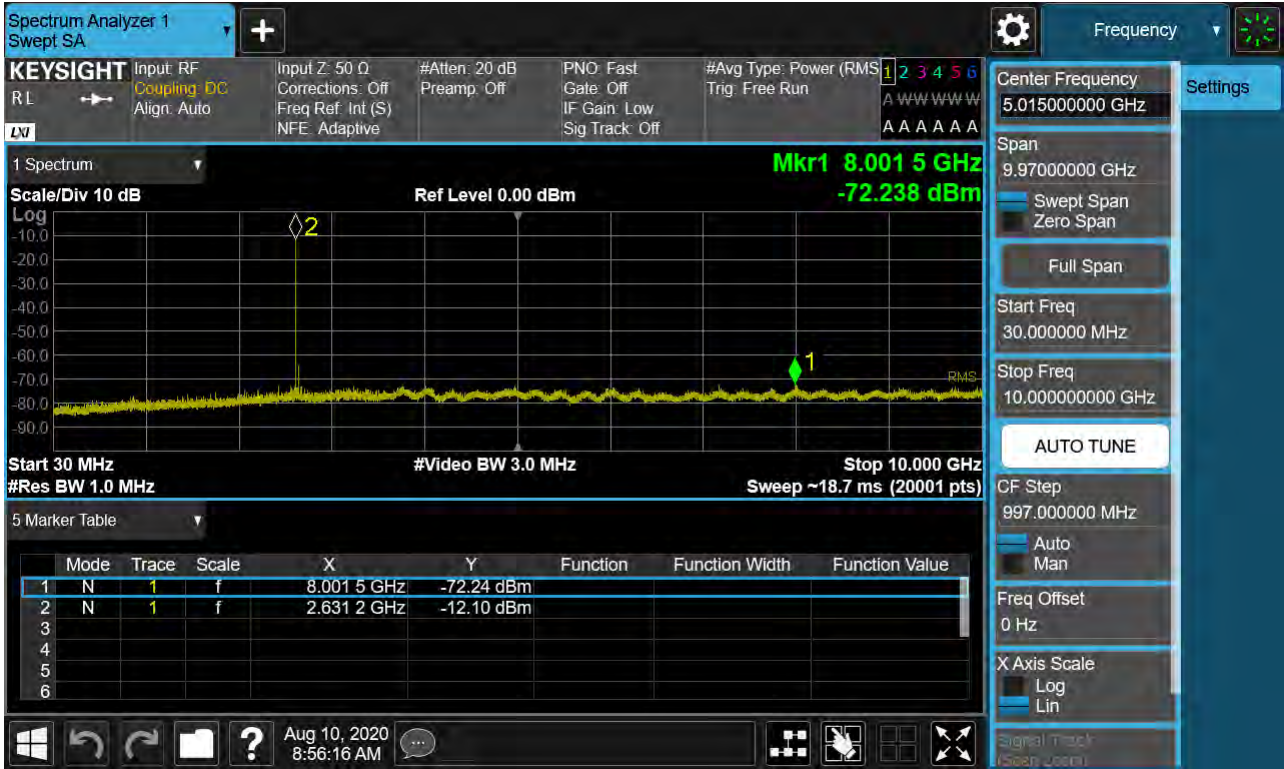 Spectrum Analyzer 1
Swept SA
+
Frequency
KEYSIGHT
R L
LXI
Input: RF
Coupling: DC
Align: Auto
Input Z: 50 Ω
Corrections: Off
Freq Ref: Int (S)
NFE: Adaptive
#Atten: 20 dB
Preamp: Off
PNO: Fast
Gate: Off
IF Gain: Low
Sig Track: Off
#Avg Type: Power (RMS
Trig: Free Run
1 2 3 4 5 6
A W W W W W
A A A A A A
1 Spectrum
Scale/Div 10 dB
Ref Level 0.00 dBm
Mkr1 8.001 5 GHz
-72.238 dBm
Log
-10.0
-20.0
-30.0
-40.0
-50.0
-60.0
-70.0
-80.0
-90.0
2
1
RMS
Start 30 MHz
#Video BW 3.0 MHz
Stop 10.000 GHz
#Res BW 1.0 MHz
Sweep ~18.7 ms (20001 pts)
5 Marker Table
Mode Trace Scale X Y Function Function Width Function Value
1 N 1 f 8.001 5 GHz -72.24 dBm
2 N 1 f 2.631 2 GHz -12.10 dBm
3
4
5
6
?
Aug 10, 2020
8:56:16 AM
Center Frequency
5.015000000 GHz
Settings
Span
9.97000000 GHz
Swept Span
Zero Span
Full Span
Start Freq
30.000000 MHz
Stop Freq
10.000000000 GHz
AUTO TUNE
CF Step
997.000000 MHz
Auto
Man
Freq Offset
0 Hz
X Axis Scale
Log
Lin
Signal Track
(Span Zoom)